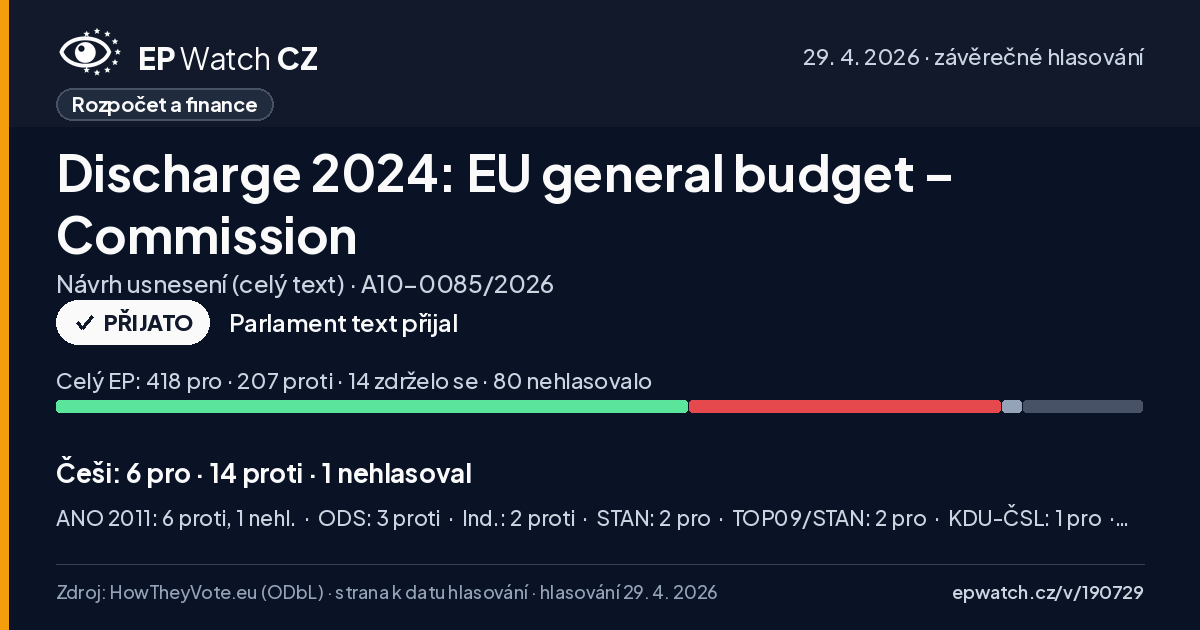 EP Watch CZ
29. 4. 2026 · závěrečné hlasování
Rozpočet a finance
Discharge 2024: EU general budget –
Commission
Návrh usnesení (celý text) · A10-0085/2026
✓ PŘIJATO Parlament text přijal
Celý EP: 418 pro · 207 proti · 14 zdrželo se · 80 nehlasovalo
Češi: 6 pro · 14 proti · 1 nehlasoval
ANO 2011: 6 proti, 1 nehl. · ODS: 3 proti · Ind.: 2 proti · STAN: 2 pro · TOP09/STAN: 2 pro · KDU-ČSL: 1 pro ·…
Zdroj: HowTheyVote.eu (ODbL) · strana k datu hlasování · hlasování 29. 4. 2026
epwatch.cz/v/190729